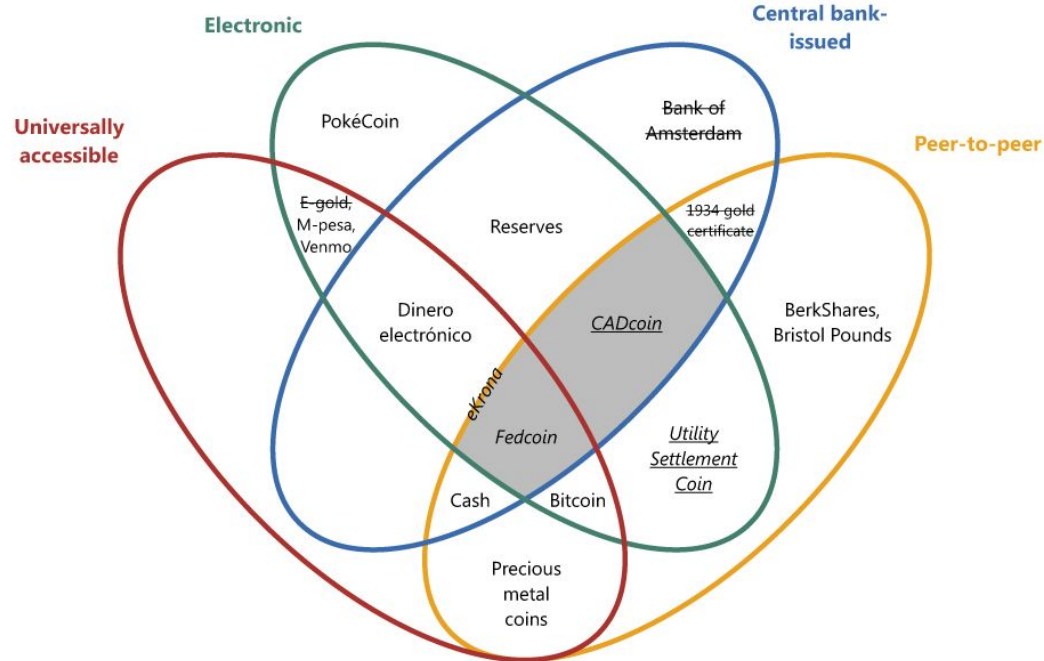 Electronic
Central bank-
issued
Universally
accessible
Peer-to-peer
PokéCoin
Bank of
Amsterdam
E-gold,
M-pesa,
Venmo
1934 gold
certificate
Reserves
Dinero
electrónico
CADcoin
BerkShares,
Bristol Pounds
eKrona
Fedcoin
Utility
Settlement
Coin
Cash
Bitcoin
Precious
metal
coins